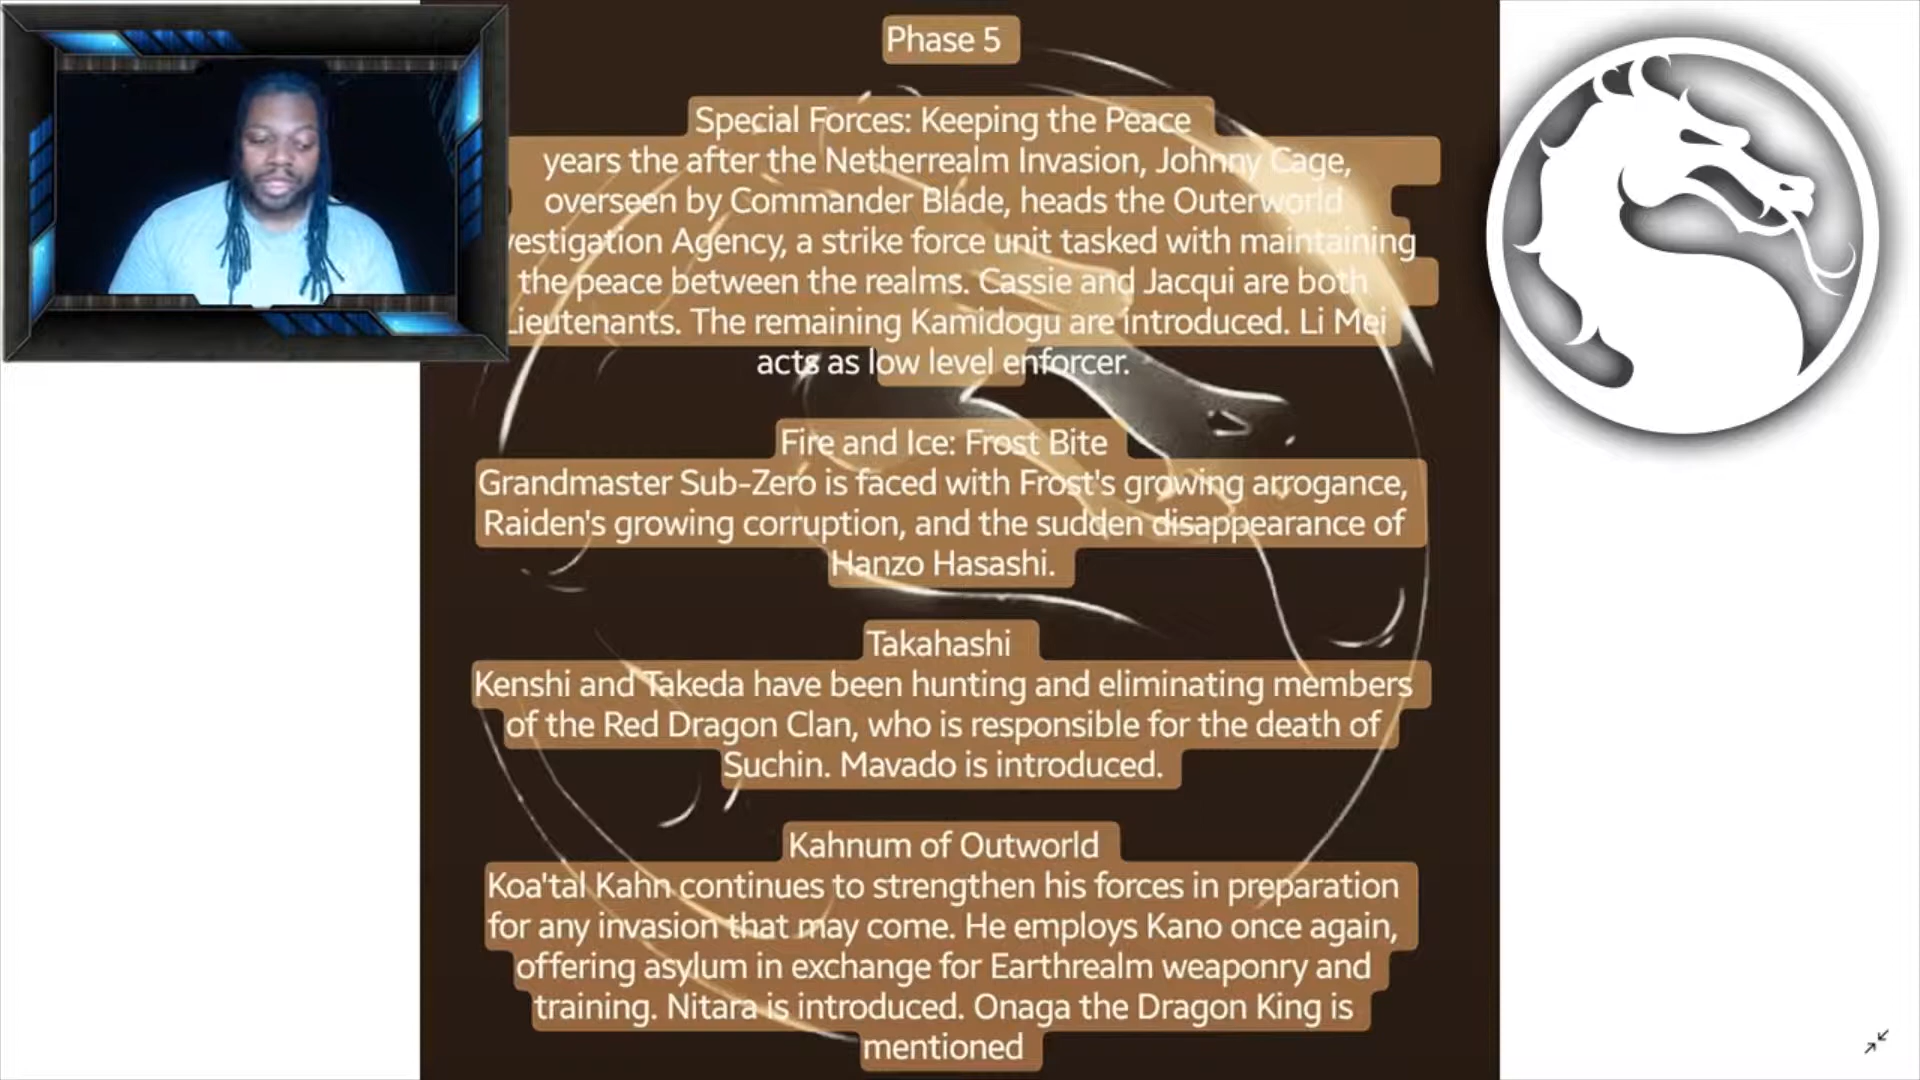 Phase 5
Special Forces: Keeping the Peace
years the after the Netherrealm Invasion, Johnny Cage,
overseen by Commander Blade, heads the Outerworld
vestigation Agency, a strike force unit tasked with maintaining
the peace between the realms. Cassie and Jacqui are both
Lieutenants. The remaining Kamidogu are introduced. Li Mei
acts as low level enforcer.
Fire and Ice: Frost Bite
Grandmaster Sub-Zero is faced with Frost's growing arrogance,
Raiden's growing corruption, and the sudden disappearance of
Hanzo Hasashi.
Takahashi
Kenshi and Takeda have been hunting and eliminating members
of the Red Dragon Clan, who is responsible for the death of
Suchin. Mavado is introduced.
Kahnum of Outworld
Koa'tal Kahn continues to strengthen his forces in preparation
for any invasion that may come. He employs Kano once again,
offering asylum in exchange for Earthrealm weaponry and
training. Nitara is introduced. Onaga the Dragon King is
mentioned